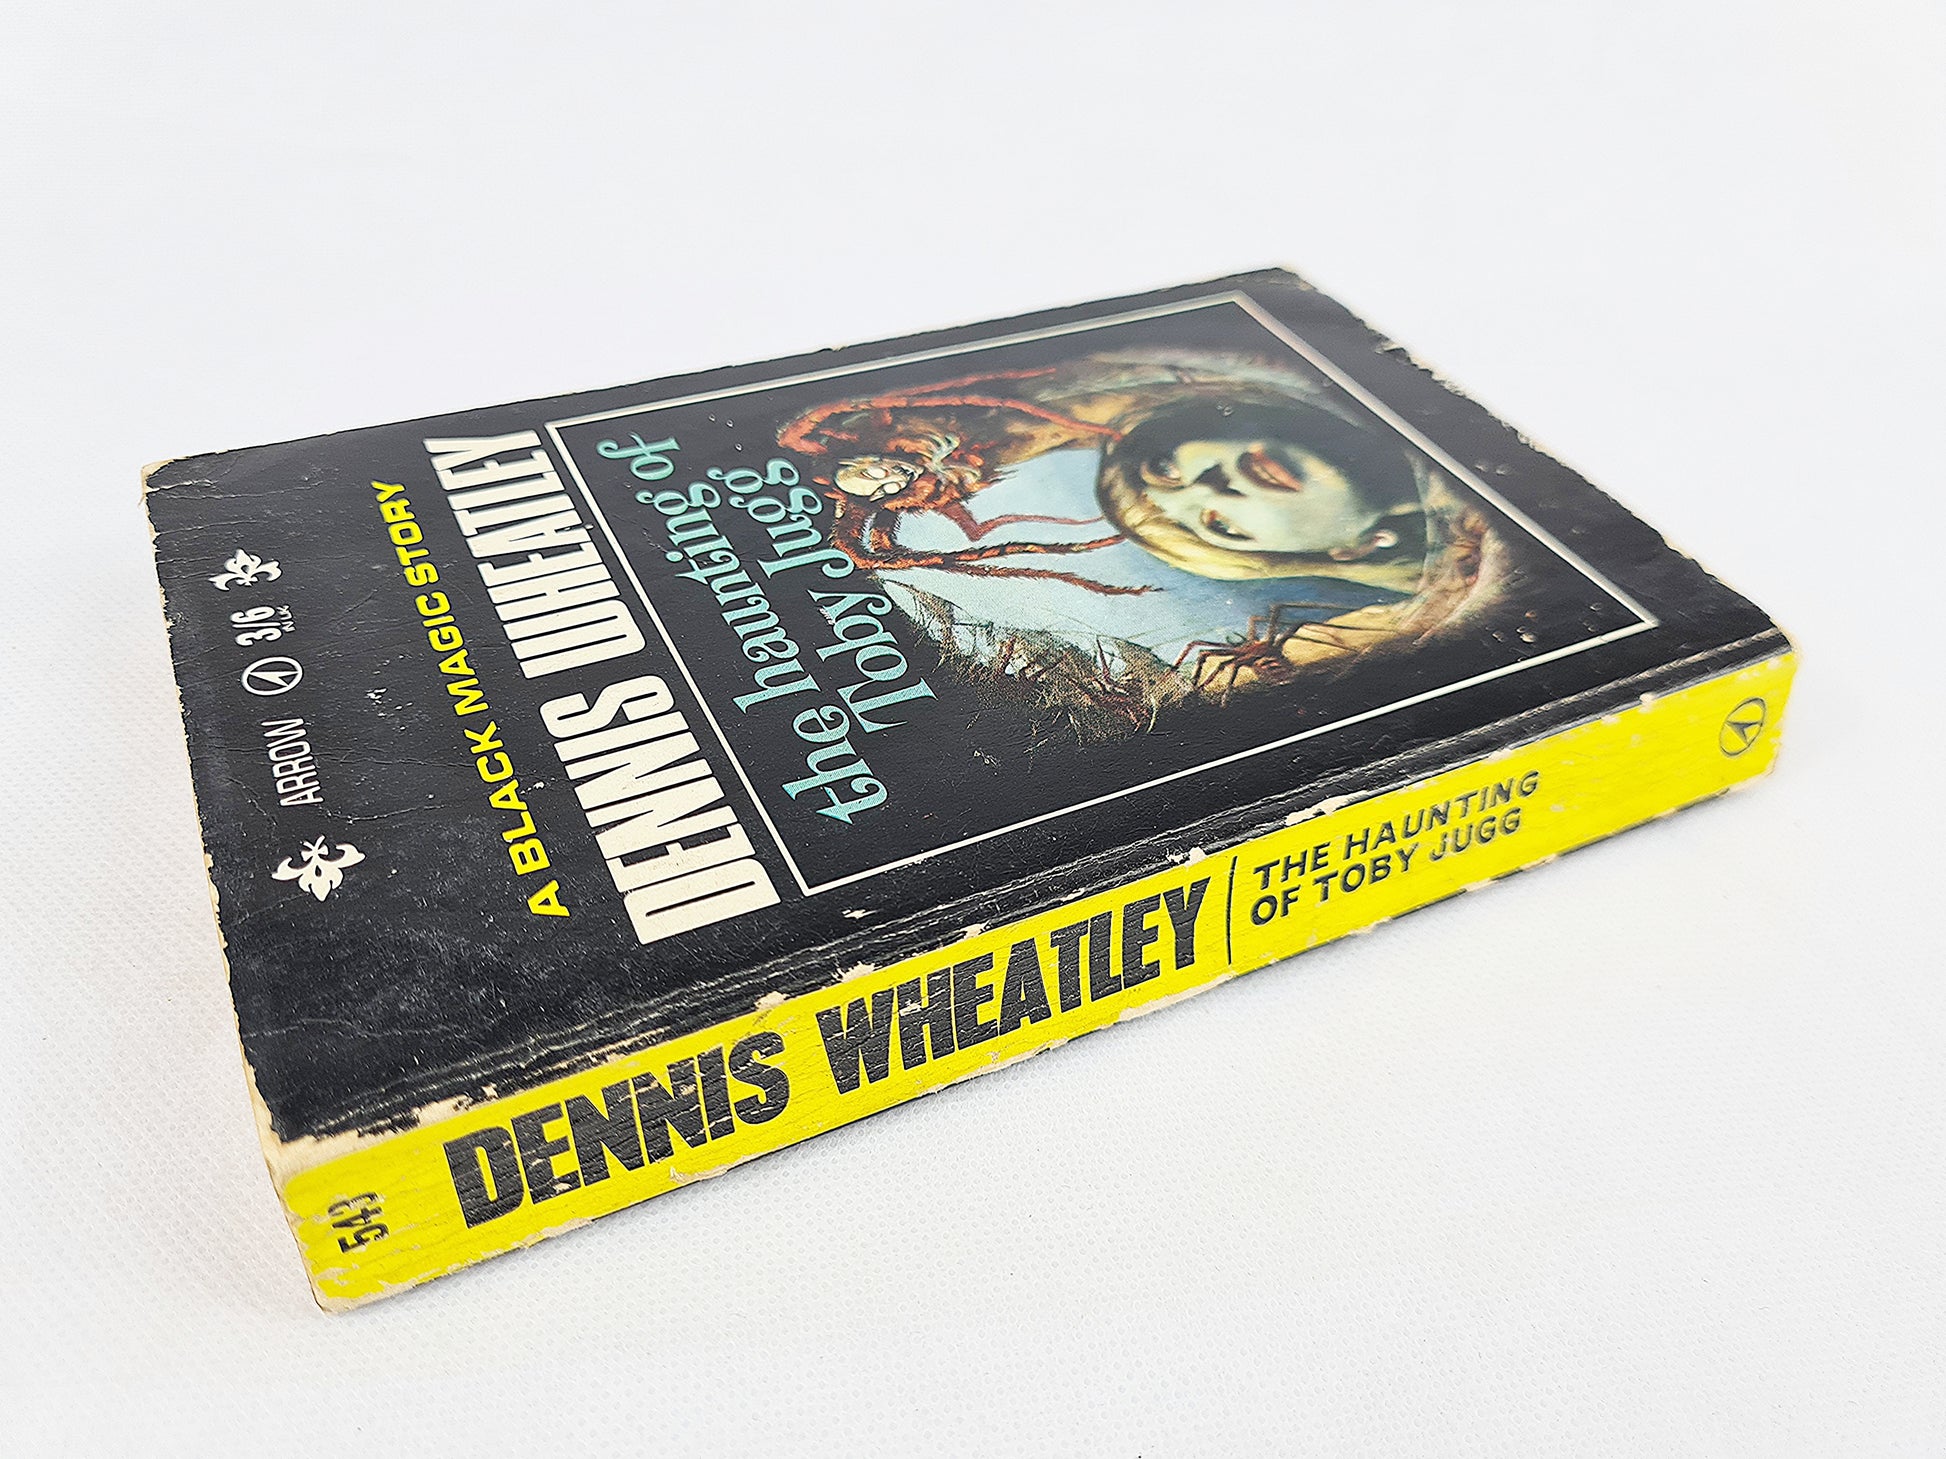 ARROW 3/6
IN U.K.
A BLACK MAGIC STORY
DENNIS WHEATLEY
the haunting of
Toby Jugg
543
DENNIS WHEATLEY
THE HAUNTING
OF TOBY JUGG